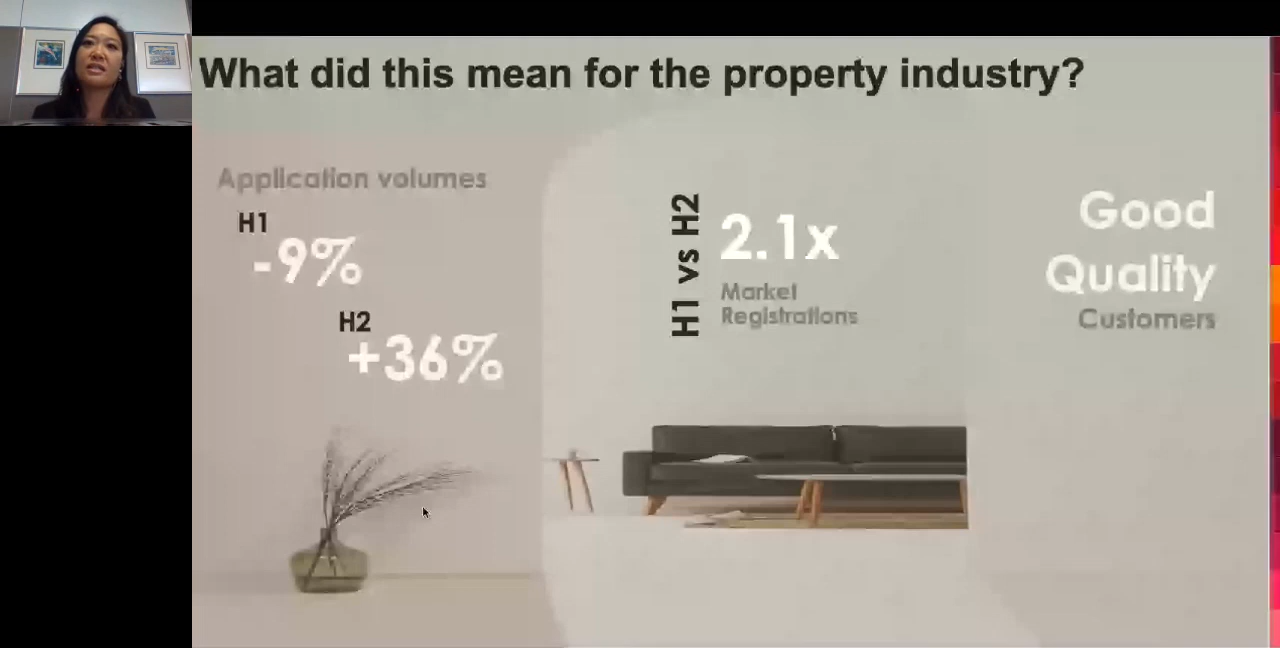 What did this mean for the property industry?
Application volumes
H1
-9%
H2
+36%
H1 vs H2
2.1x
Market
Registrations
Good
Quality
Customers